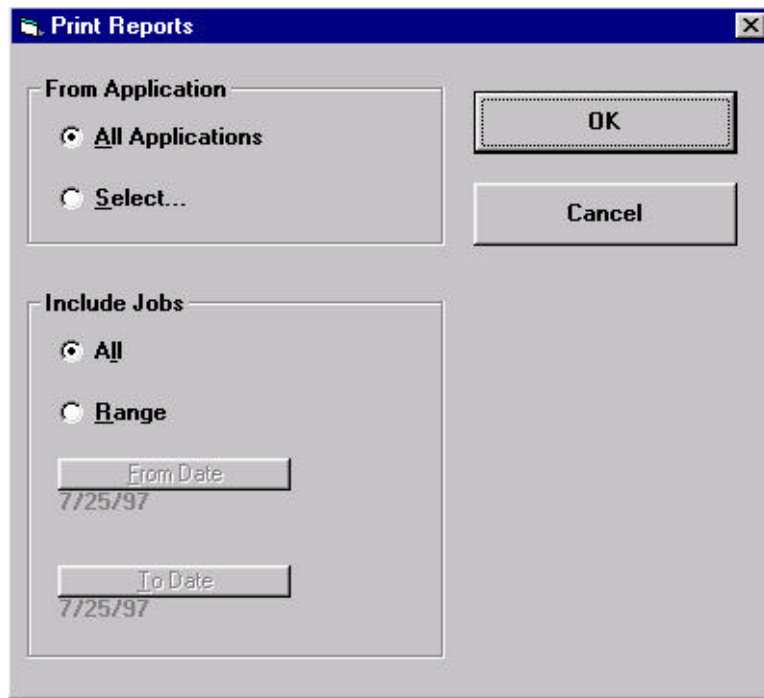 Print Reports
From Application
All Applications
Select...
OK
Cancel
Include Jobs
All
Range
From Date
7/25/97
To Date
7/25/97